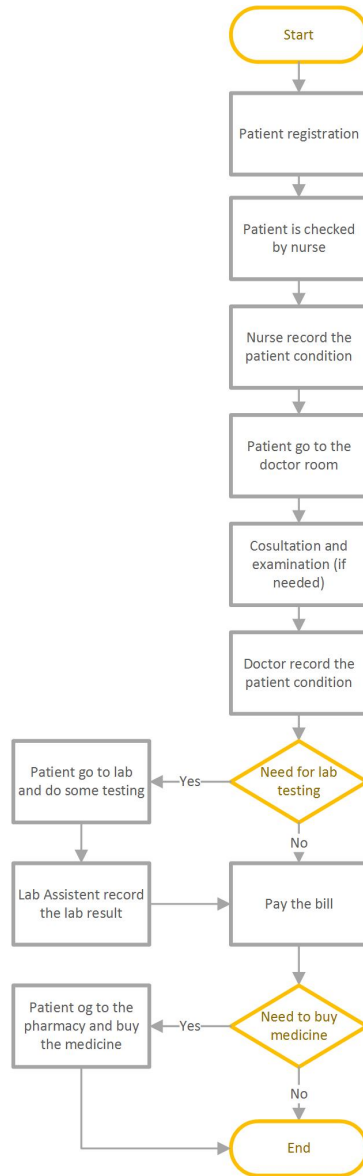 Start
Patient registration
Patient is checked
by nurse
Nurse record the
patient condition
Patient go to the
doctor room
Cosultation and
examination (if
needed)
Doctor record the
patient condition
Need for lab
testing
Yes
Patient go to lab
and do some testing
No
Lab Assistent record
the lab result
Pay the bill
Need to buy
medicine
Yes
Patient og to the
pharmacy and buy
the medicine
No
End